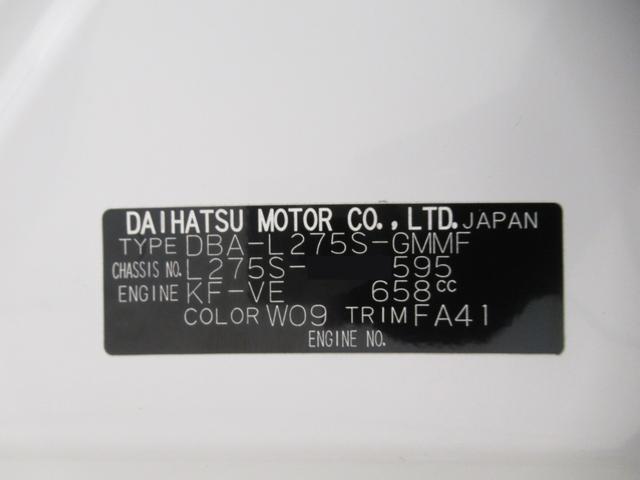 DAIHATSU MOTOR CO.,LTD. JAPAN
TYPE DBA-L275S-GMMF
CHASSIS NO. L275S- 595
ENGINE KF-VE 658cc
COLOR W09 TRIM FA41
ENGINE NO.